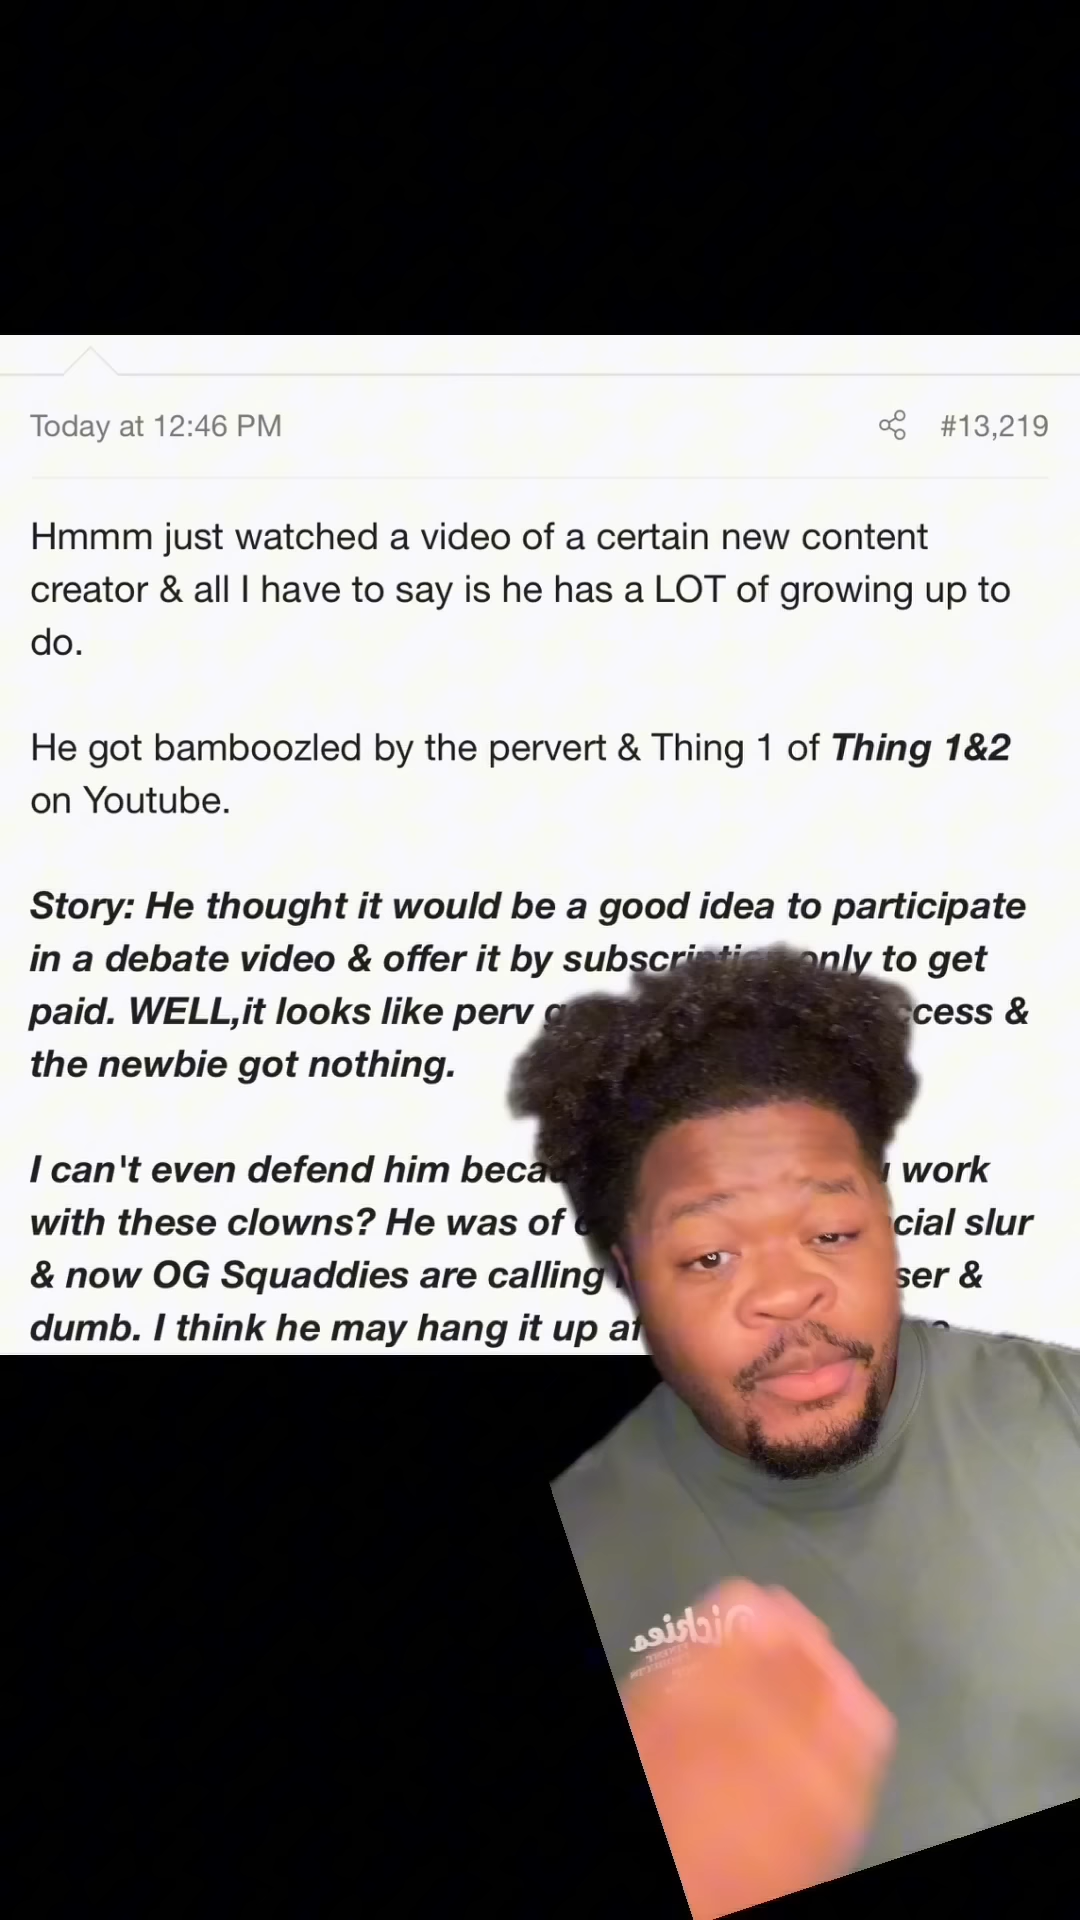 Today at 12:46 PM #13,219
Hmmm just watched a video of a certain new content
creator & all I have to say is he has a LOT of growing up to
do.
He got bamboozled by the pervert & Thing 1 of Thing 1&2
on Youtube.
Story: He thought it would be a good idea to participate
in a debate video & offer it by subscription only to get
paid. WELL,it looks like perv
the newbie got nothing.
I can't even defend him work
with these clowns? He was of slur
& now OG Squaddies are calling &
dumb. I think he may hang it up
Dickies